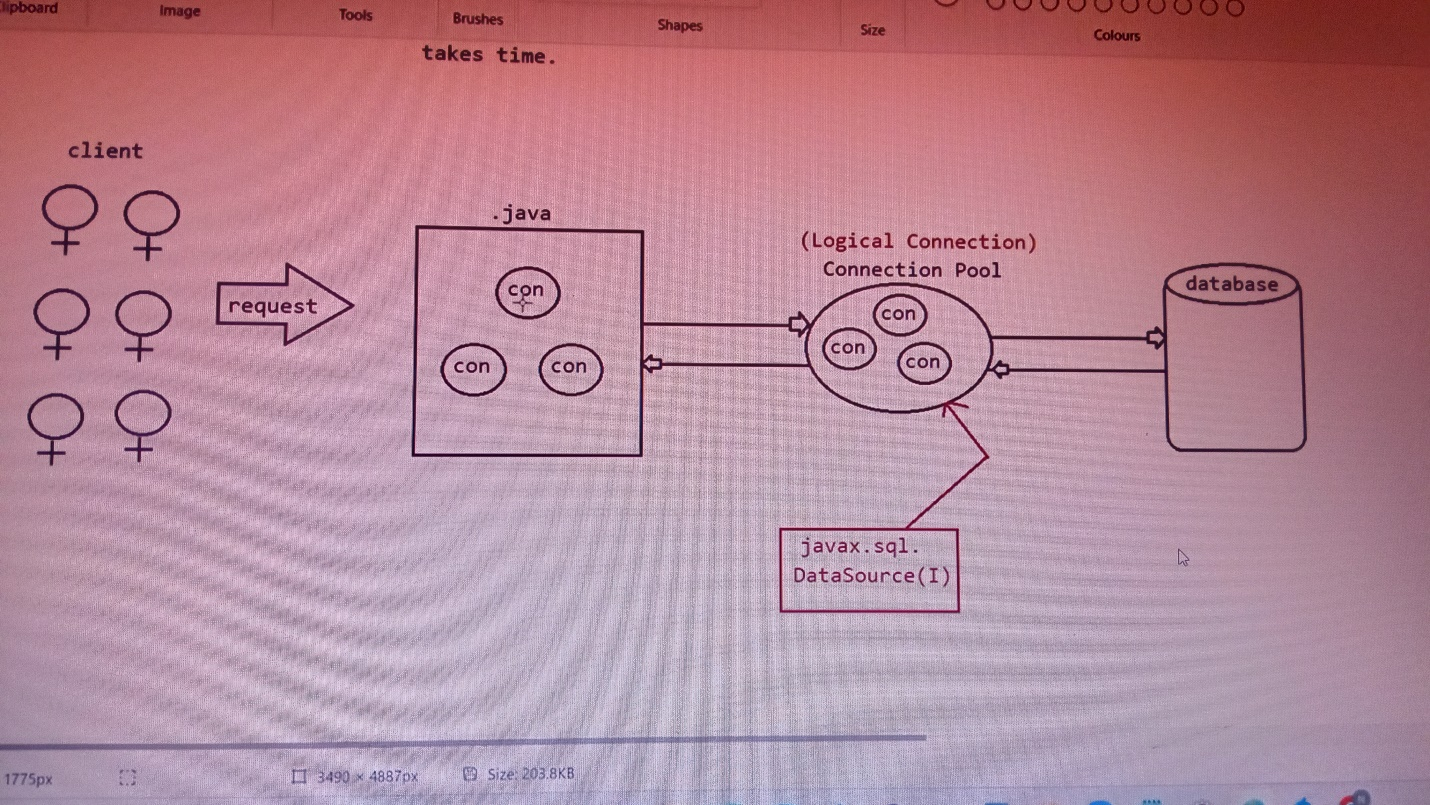 Image
Tools
Brushes
Shapes
Size
Colours
takes time.
client
.java
request
con
con
con
(Logical Connection)
Connection Pool
con
con
con
database
javax.sql.
DataSource(I)
1775px
3490 × 4887px
Size: 203.8KB